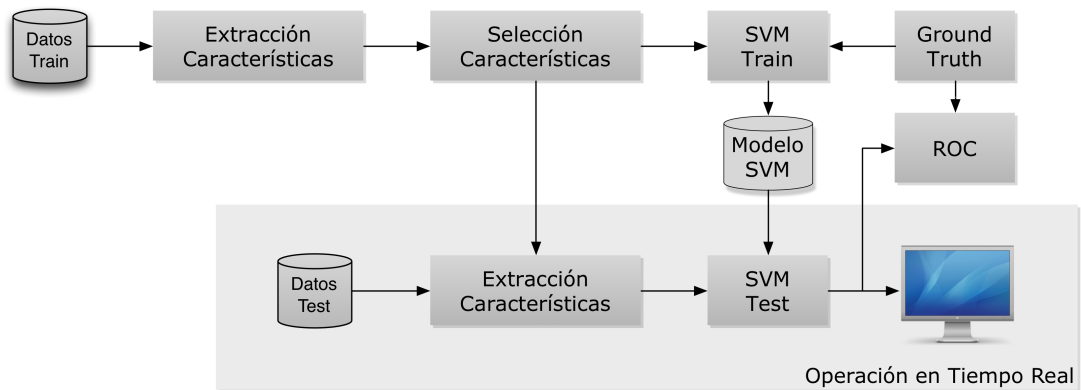 Datos
Train
Extracción
Características
Selección
Características
SVM
Train
Ground
Truth
Modelo
SVM
ROC
Datos
Test
Extracción
Características
SVM
Test
Operación en Tiempo Real